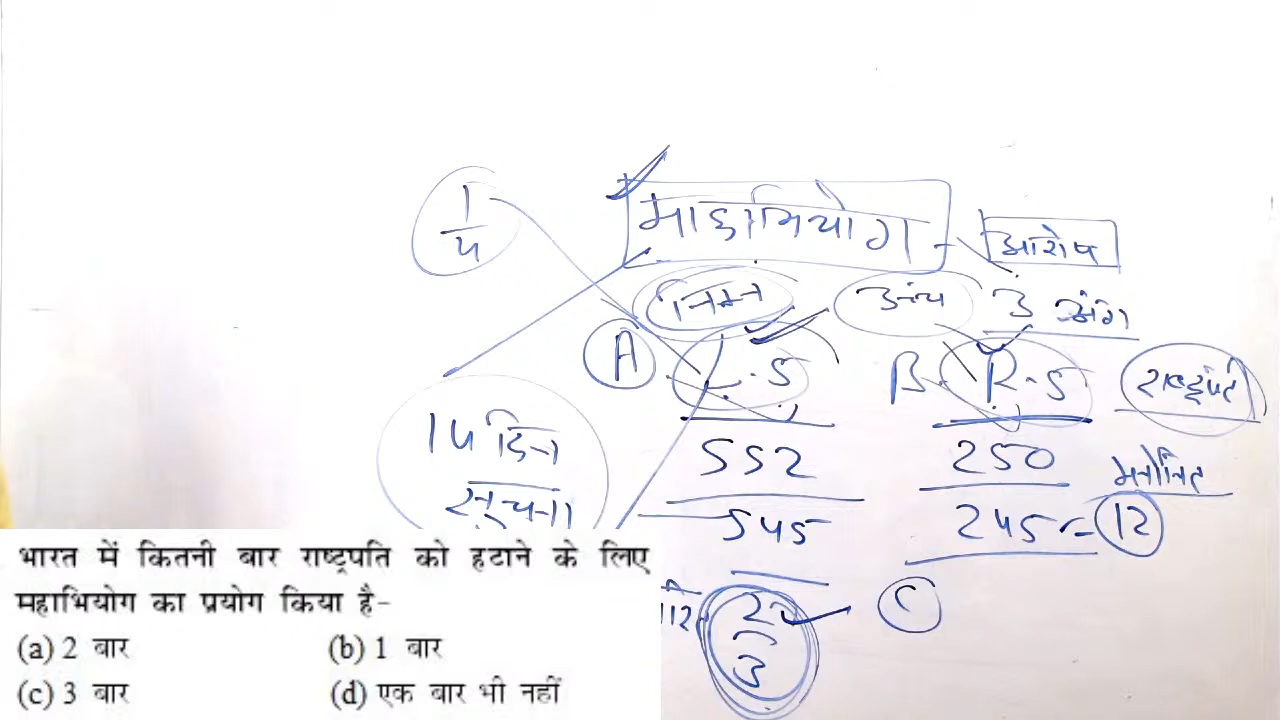 1/4
माहाभियोग - आरोप
निम्न उच्च 3 अंग
A L.S B R.S राष्ट्रपति
14 दिन 552 250 मनोनित
सूचना 545 245 = 12
2/3 C
भारत में कितनी बार राष्ट्रपति को हटाने के लिए
महाभियोग का प्रयोग किया है-
(a) 2 बार (b) 1 बार
(c) 3 बार (d) एक बार भी नहीं